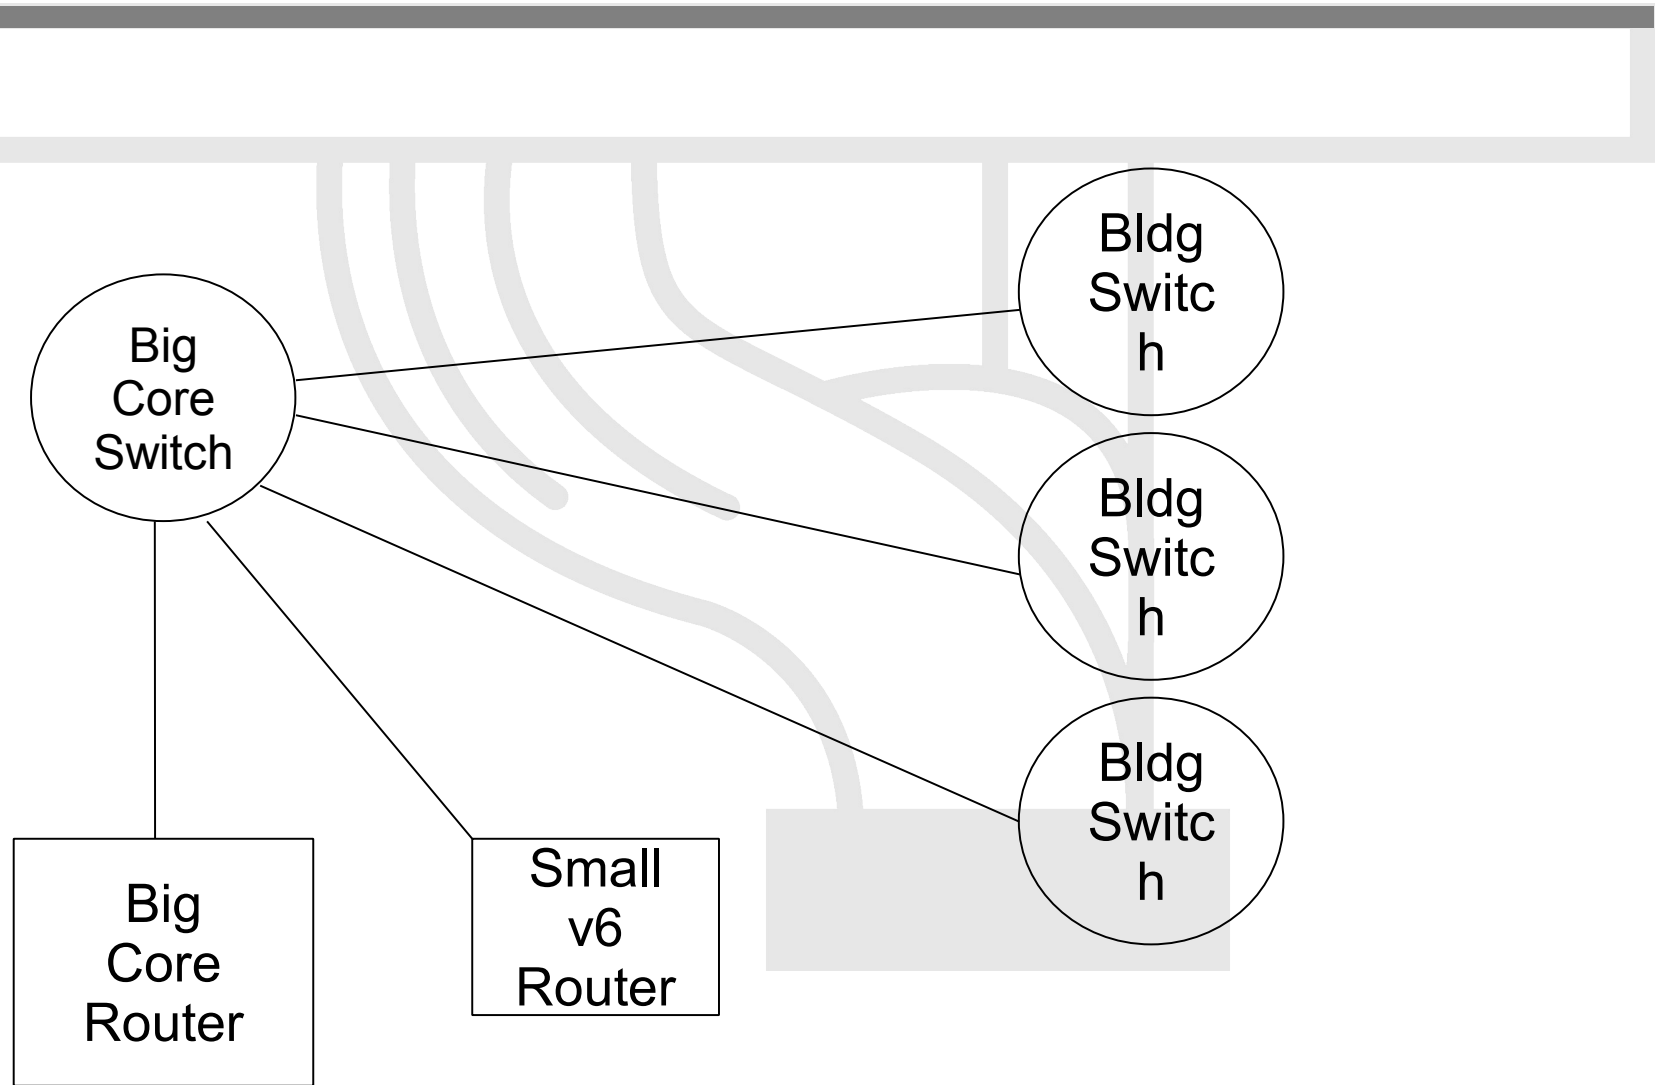 Bldg
Switc
h
Big
Core
Switch
Bldg
Switc
h
Bldg
Switc
h
Big
Core
Router
Small
v6
Router